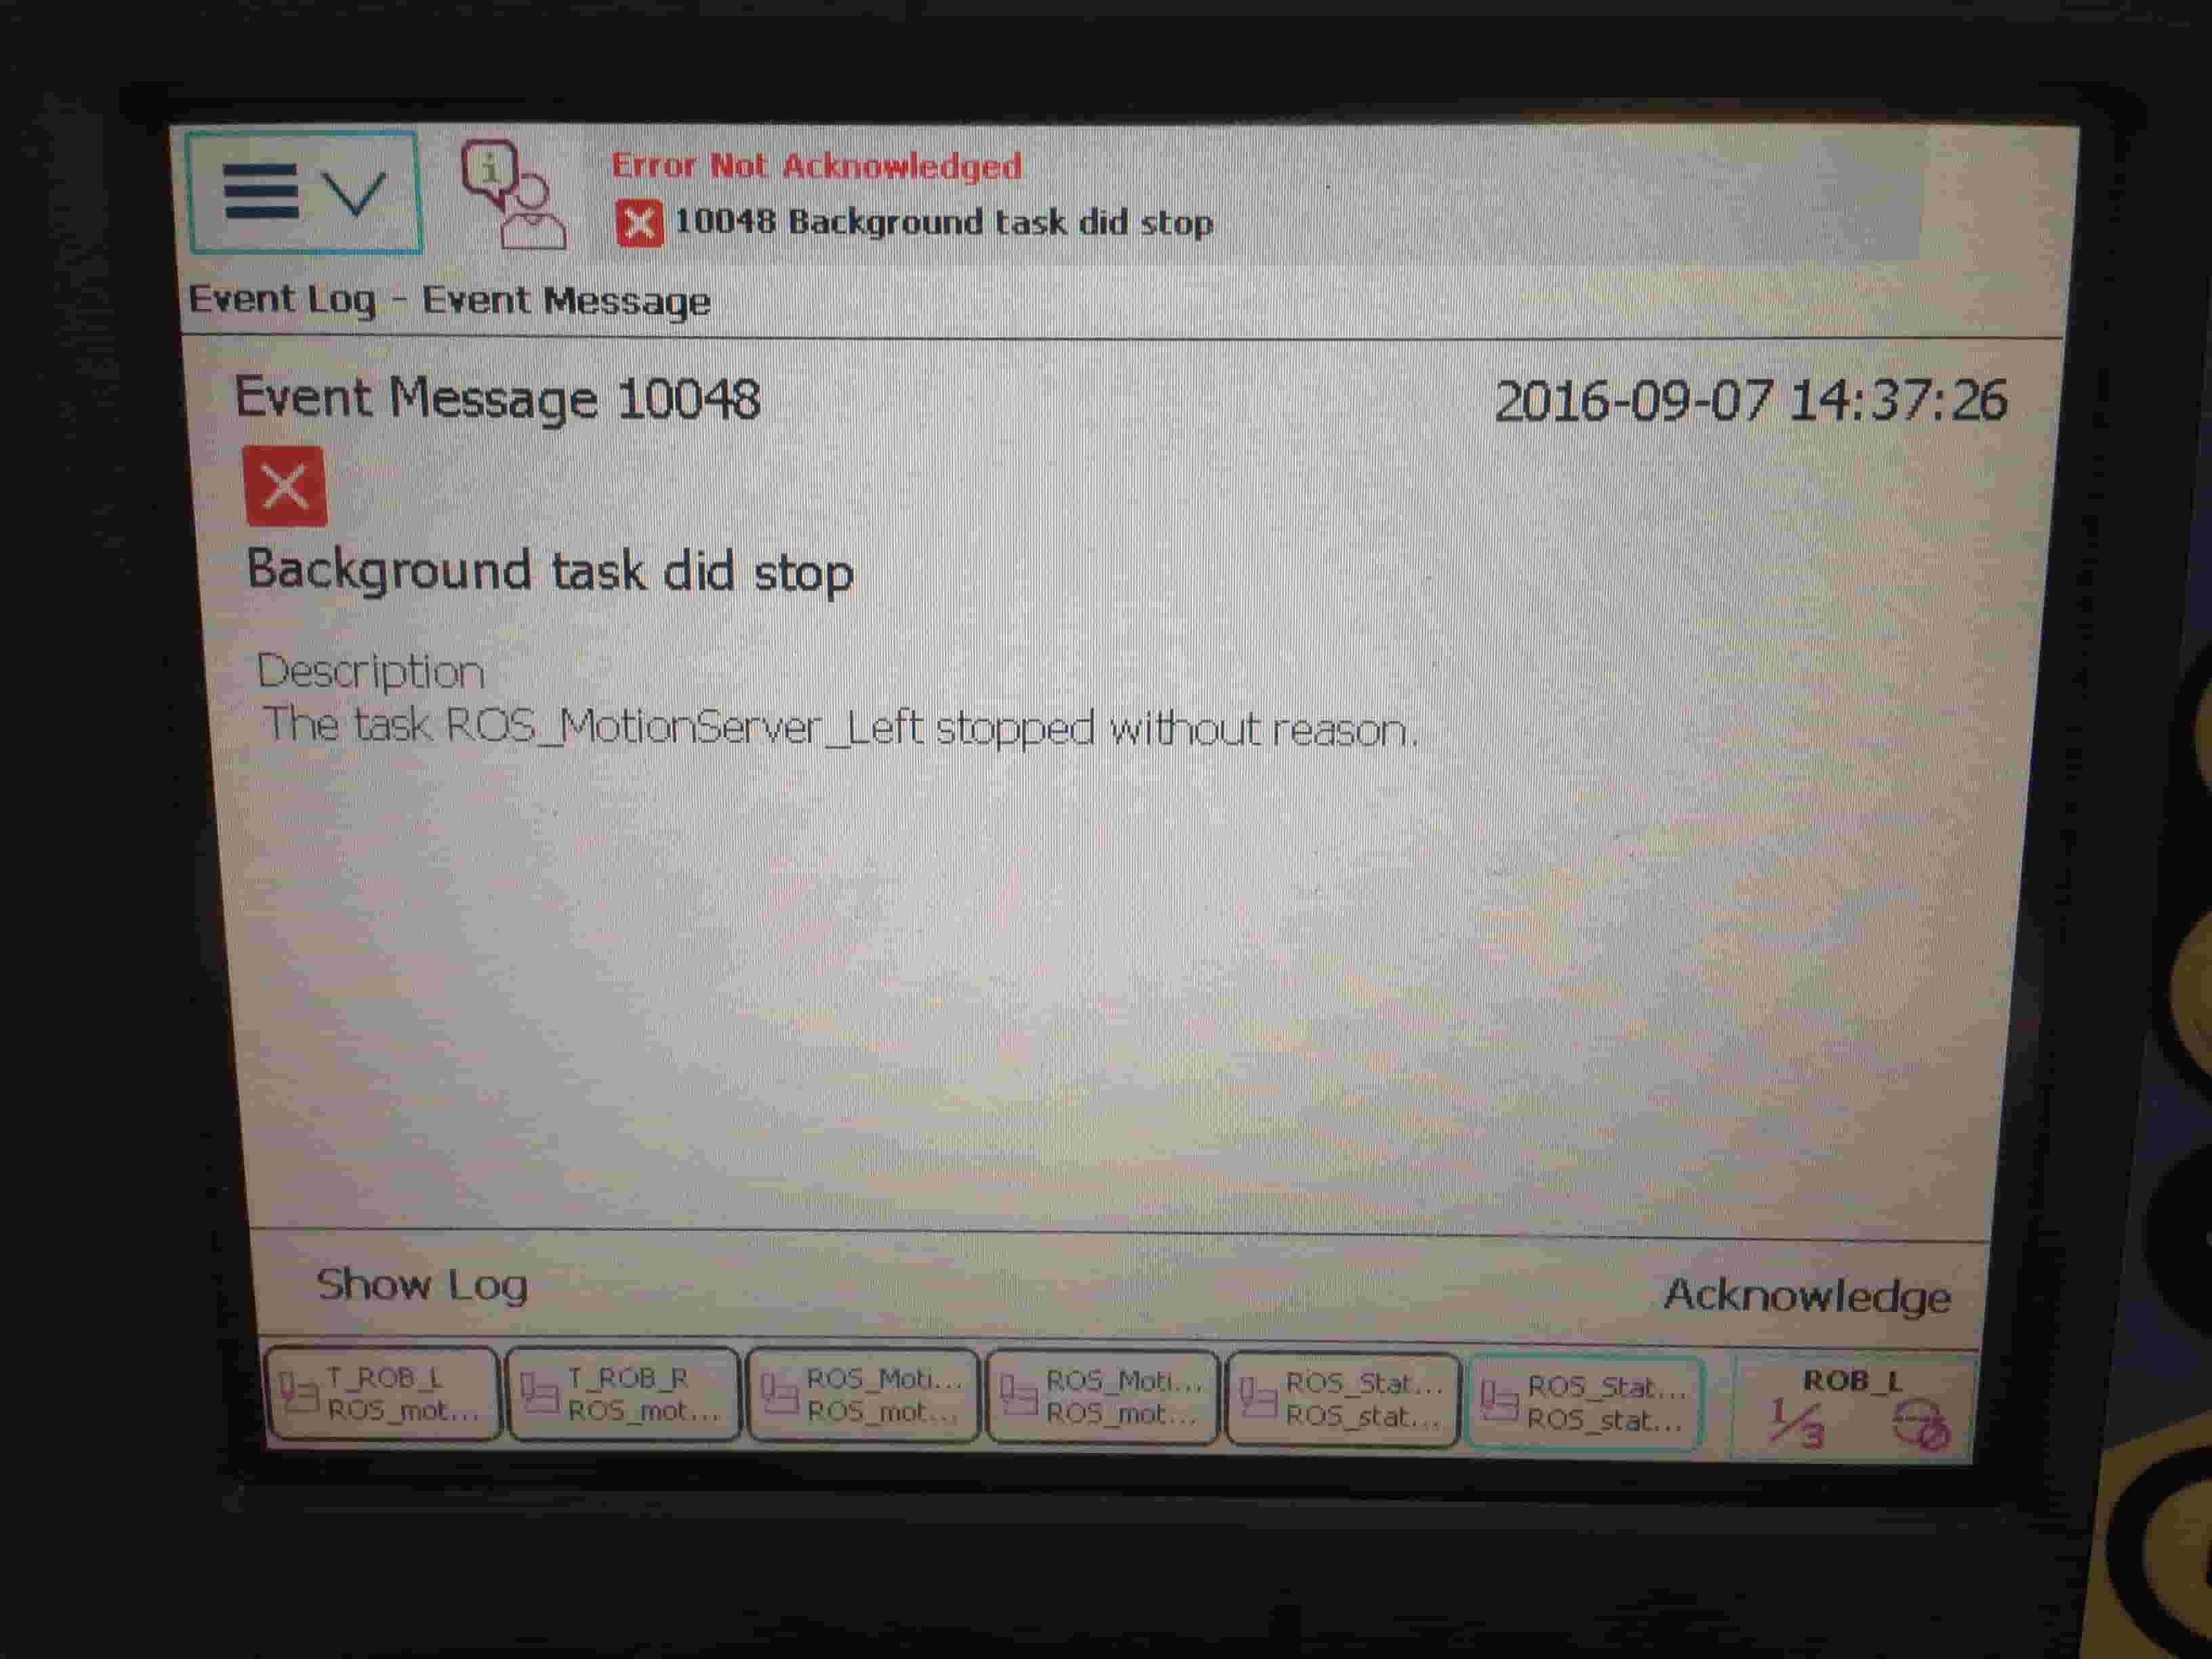 Error Not Acknowledged
10048 Background task did stop
Event Log - Event Message
Event Message 10048
2016-09-07 14:37:26
Background task did stop
Description
The task ROS_MotionServer_Left stopped without reason.
Show Log
Acknowledge
T_ROB_L
ROS_mot...
T_ROB_R
ROS_mot...
ROS_Moti...
ROS_mot...
ROS_Moti...
ROS_mot...
ROS_Stat...
ROS_stat...
ROS_Stat...
ROS_stat...
ROB_L
1/3